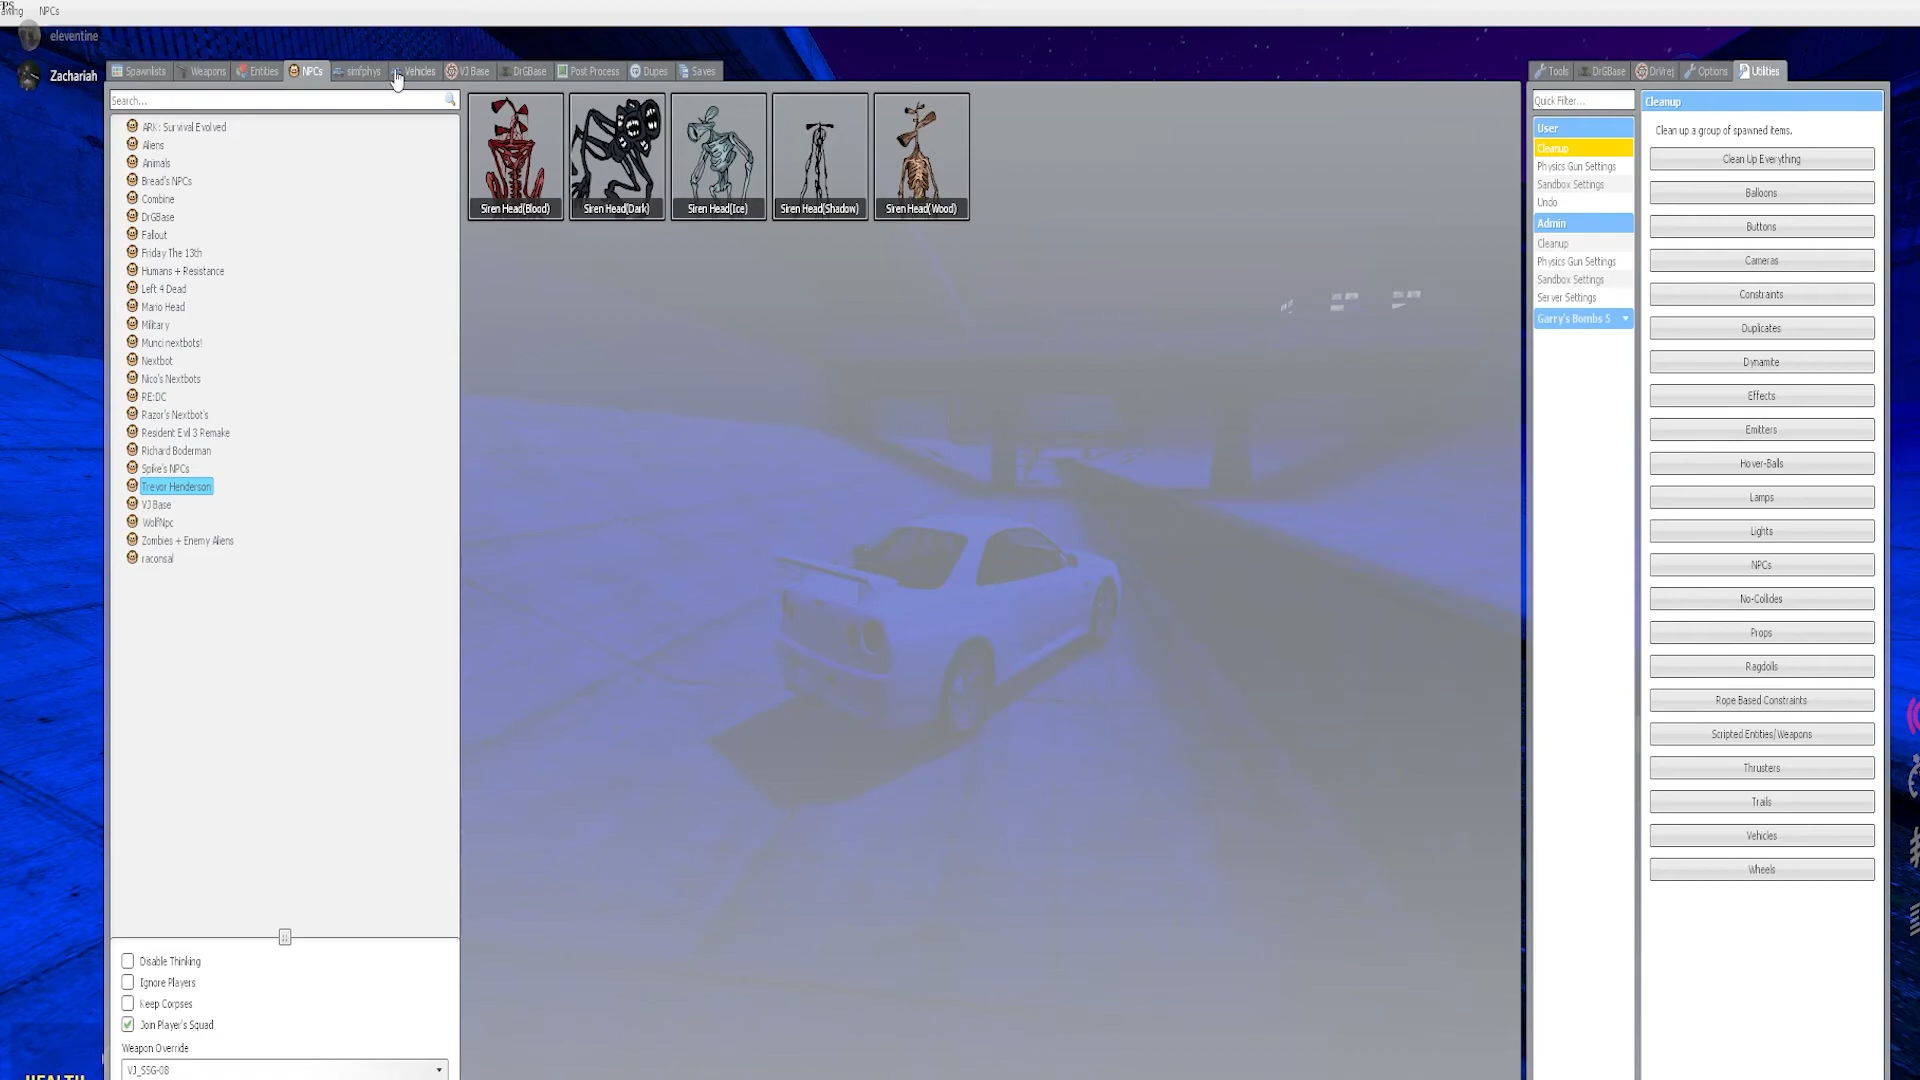 NPCs
eleventine
Zachariah
Spawnlists
Weapons
Entities
NPCs
simfphys
Vehicles
VJ Base
DrGBase
Post Process
Dupes
Saves
Search...
ARK: Survival Evolved
Aliens
Animals
Bread's NPCs
Combine
DrGBase
Fallout
Friday The 13th
Humans + Resistance
Left 4 Dead
Mario Head
Military
Munci nextbots!
Nextbot
Nico's Nextbots
RE:DC
Razor's Nextbot's
Resident Evil 3 Remake
Richard Boderman
Spike's NPCs
Trevor Henderson
VJ Base
WolfNpc
Zombies + Enemy Aliens
raconsal
Disable Thinking
Ignore Players
Keep Corpses
Join Player's Squad
Weapon Override
VJ_SSG-08
HEALTH
Siren Head(Blood)
Siren Head(Dark)
Siren Head(Ice)
Siren Head(Shadow)
Siren Head(Wood)
Tools
DrGBase
DrVrej
Options
Utilities
Quick Filter...
User
Cleanup
Physics Gun Settings
Sandbox Settings
Undo
Admin
Cleanup
Physics Gun Settings
Sandbox Settings
Server Settings
Garry's Bombs 5
Cleanup
Clean up a group of spawned items.
Clean Up Everything
Balloons
Buttons
Cameras
Constraints
Duplicates
Dynamite
Effects
Emitters
Hover-Balls
Lamps
Lights
NPCs
No-Collides
Props
Ragdolls
Rope Based Constraints
Scripted Entities/Weapons
Thrusters
Trails
Vehicles
Wheels